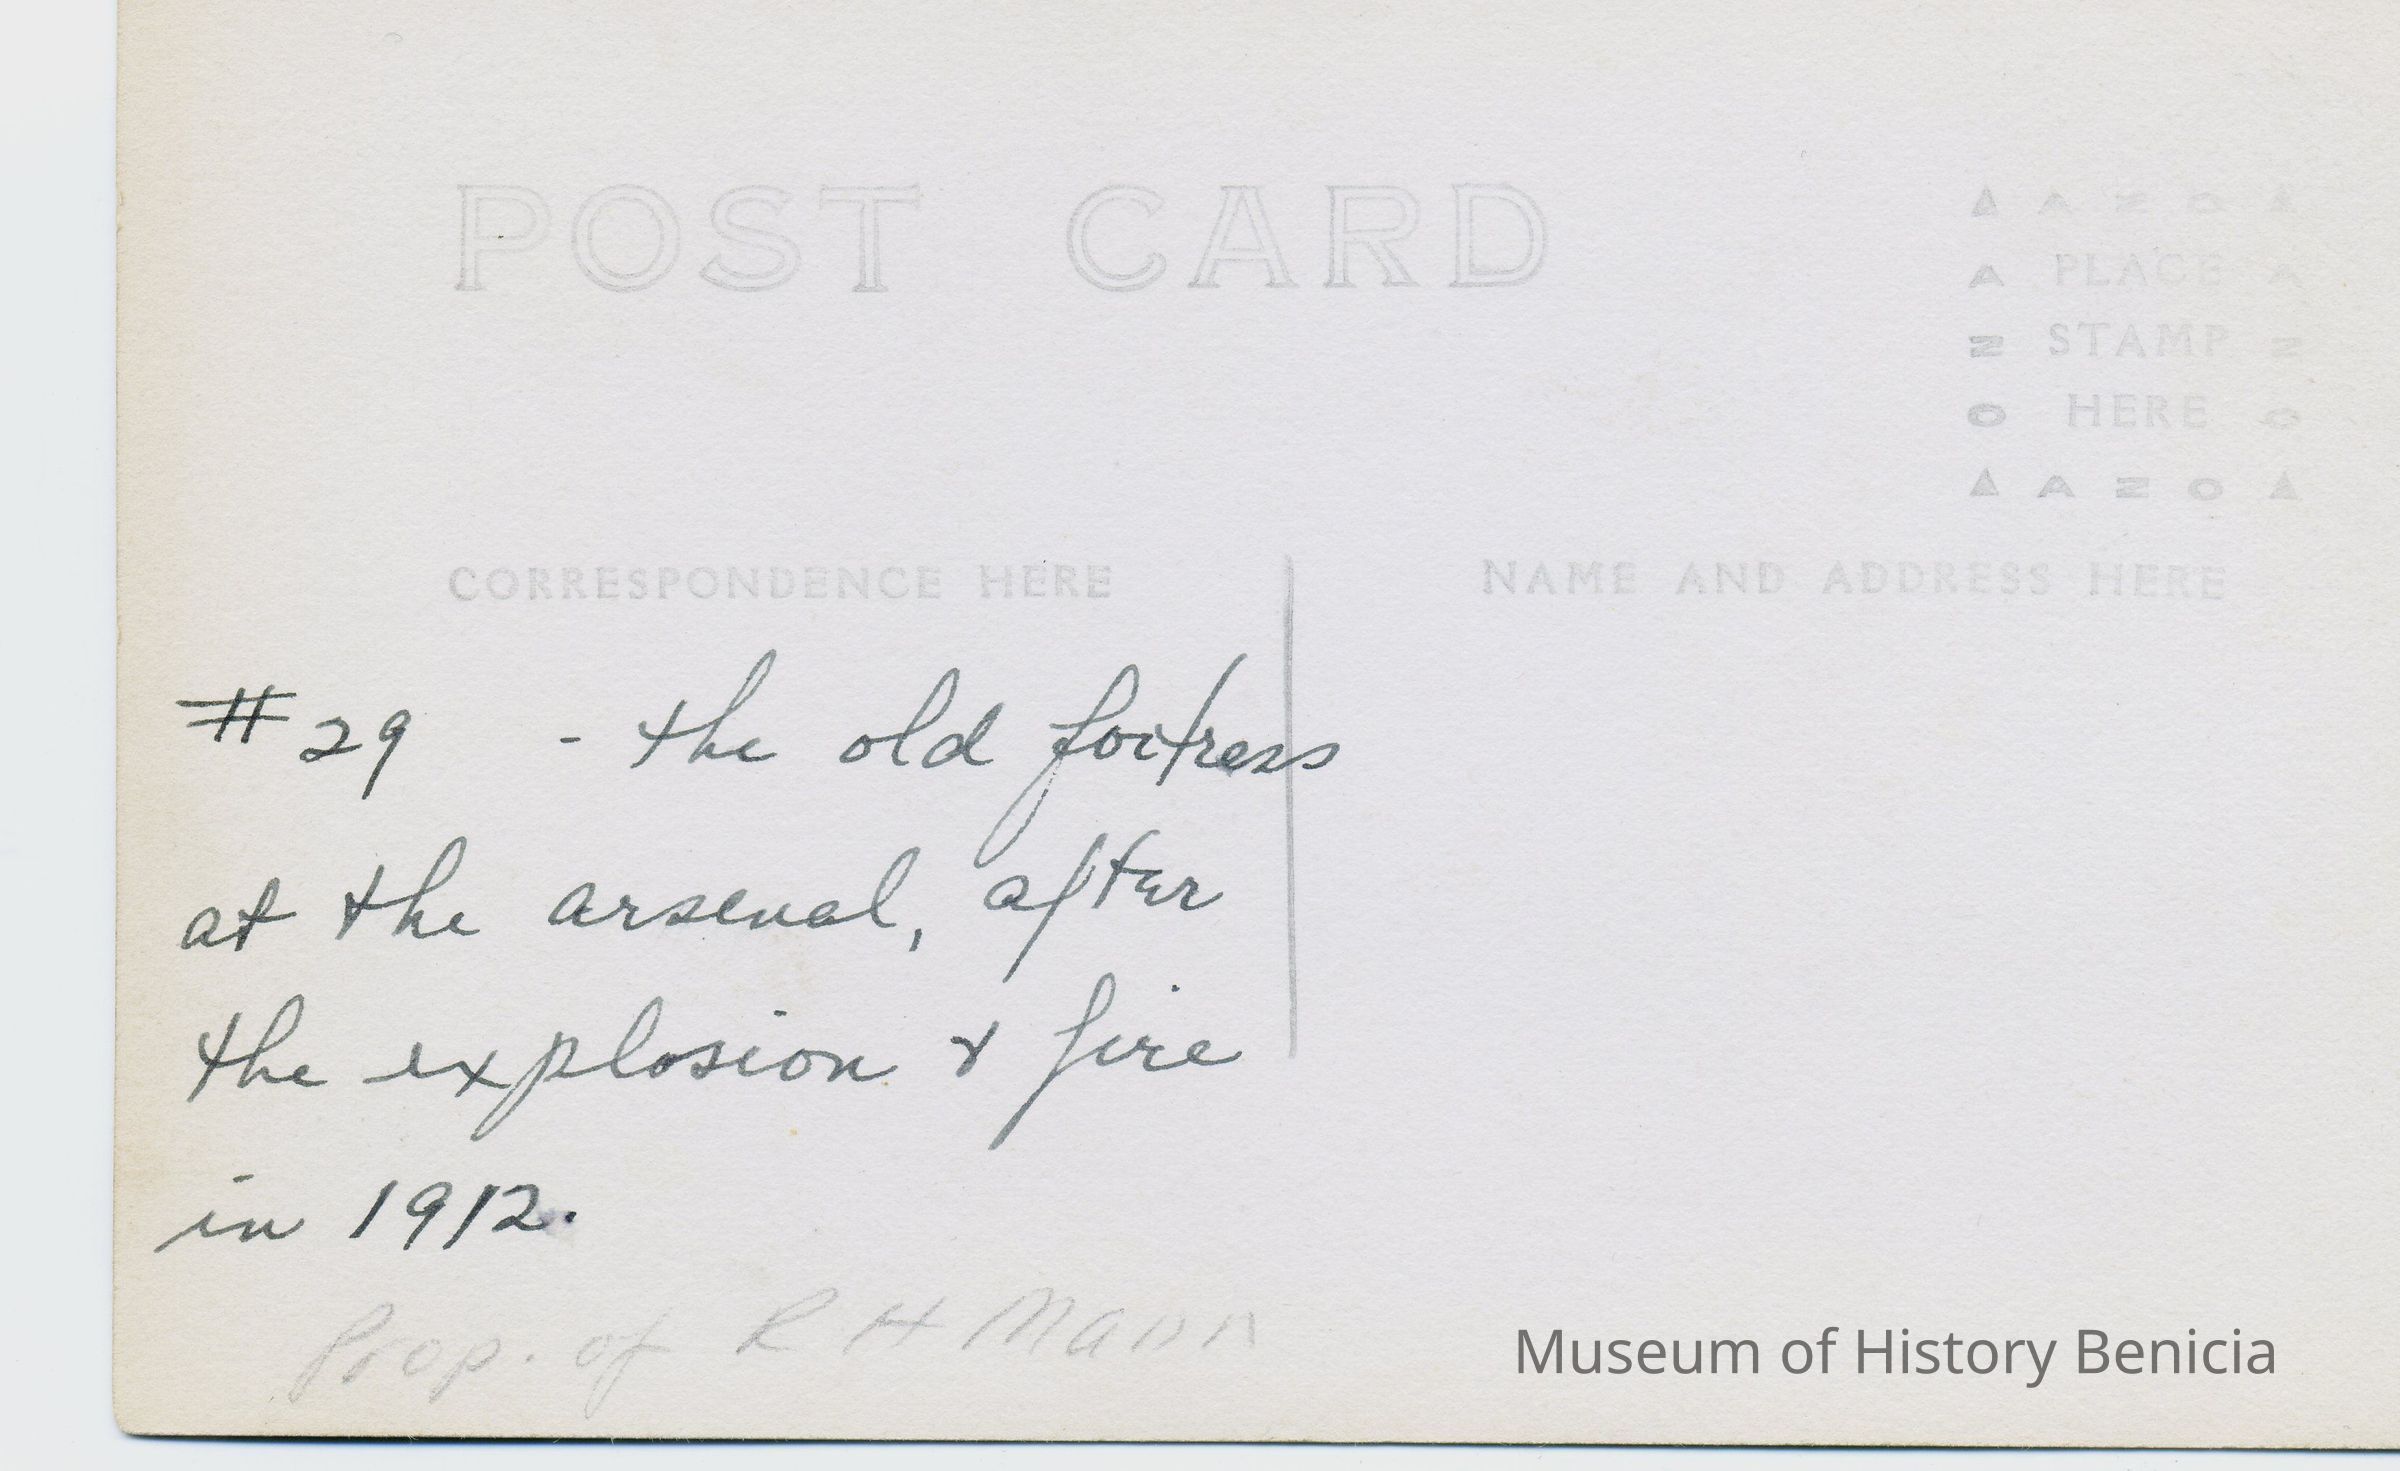 POST CARD
▲ A N O ▲
A PLACE A
N STAMP N
O HERE O
▲ A N O ▲
CORRESPONDENCE HERE
NAME AND ADDRESS HERE
#29 - the old fortress
at the arsenal, after
the explosion & fire
in 1912.
Prop. of R H Mann
Museum of History Benicia